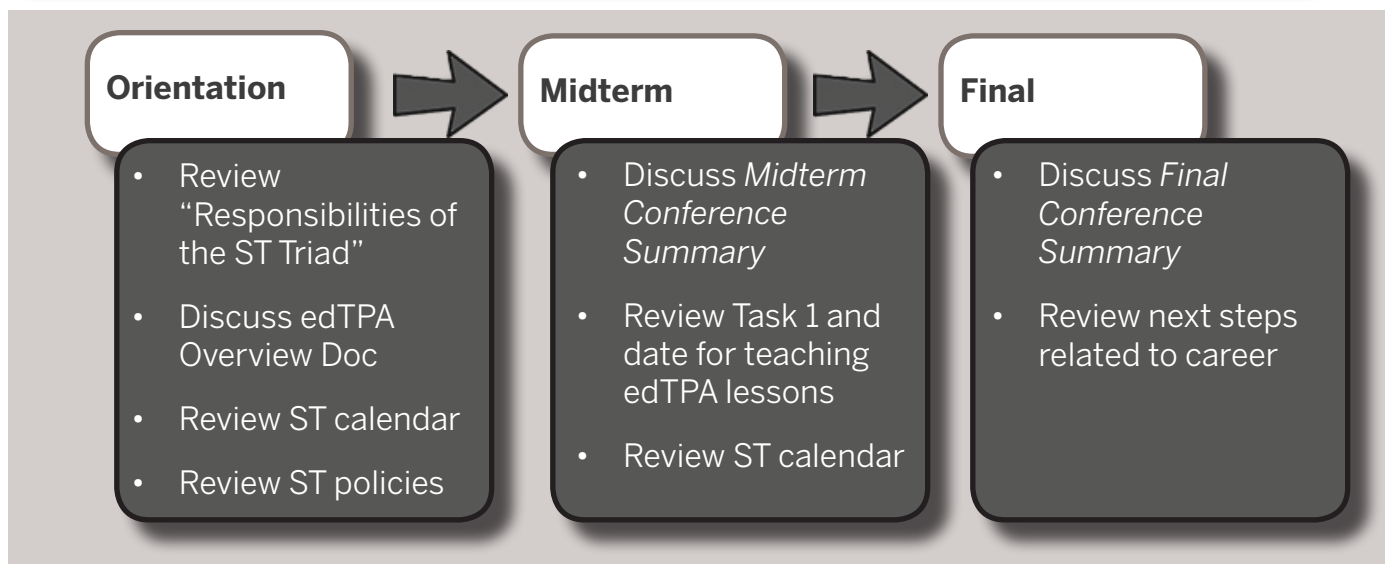 Orientation
• Review
“Responsibilities of
the ST Triad”
• Discuss edTPA
Overview Doc
• Review ST calendar
• Review ST policies
Midterm
• Discuss Midterm
Conference
Summary
• Review Task 1 and
date for teaching
edTPA lessons
• Review ST calendar
Final
• Discuss Final
Conference
Summary
• Review next steps
related to career